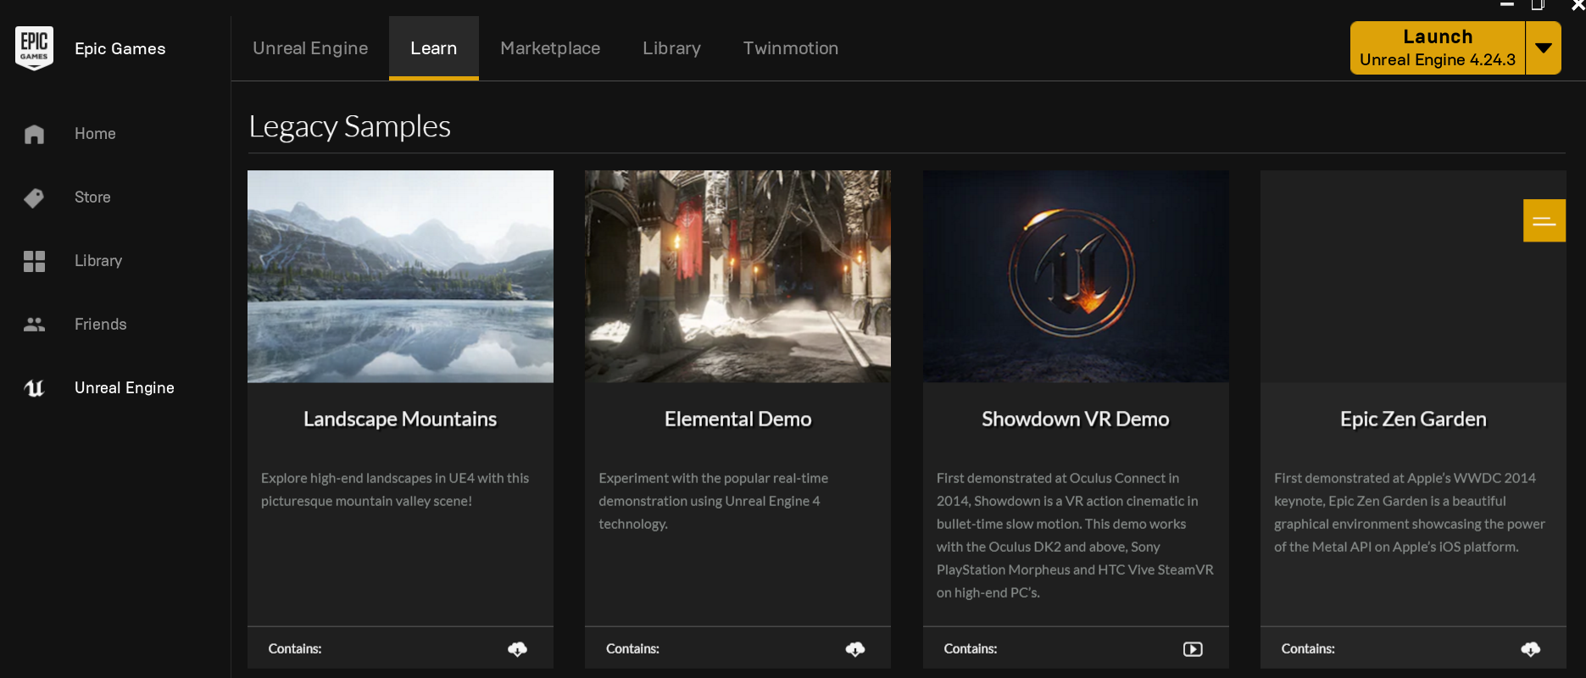 EPIC
GAMES
Epic Games
Unreal Engine
Learn
Marketplace
Library
Twinmotion
Launch
Unreal Engine 4.24.3
Home
Store
Library
Friends
Unreal Engine
Legacy Samples
Landscape Mountains
Explore high-end landscapes in UE4 with this
picturesque mountain valley scene!
Contains:
Elemental Demo
Experiment with the popular real-time
demonstration using Unreal Engine 4
technology.
Contains:
Showdown VR Demo
First demonstrated at Oculus Connect in
2014, Showdown is a VR action cinematic in
bullet-time slow motion. This demo works
with the Oculus DK2 and above, Sony
PlayStation Morpheus and HTC Vive SteamVR
on high-end PC's.
Contains:
Epic Zen Garden
First demonstrated at Apple's WWDC 2014
keynote, Epic Zen Garden is a beautiful
graphical environment showcasing the power
of the Metal API on Apple's iOS platform.
Contains: